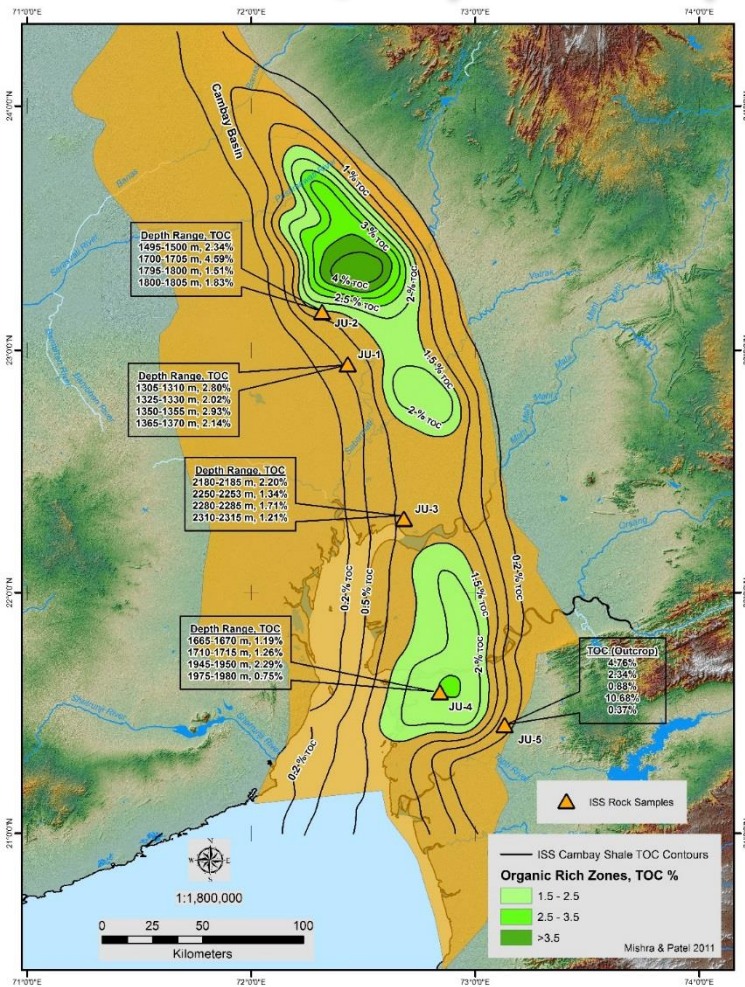 71°0'0"E
72°0'0"E
73°0'0"E
74°0'0"E
24°0'0"N
23°0'0"N
22°0'0"N
21°0'0"N
Cambay Basin
Banas
1-% TOC
3-% TOC
4-% TOC
2.5-% TOC
2-% TOC
1.5-% TOC
2-% TOC
Depth Range, TOC
1495-1500 m, 2.34%
1700-1705 m, 4.59%
1795-1800 m, 1.51%
1800-1805 m, 1.83%
JU-2
JU-1
Depth Range, TOC
1305-1310 m, 2.80%
1325-1330 m, 2.02%
1350-1355 m, 2.93%
1365-1370 m, 2.14%
Depth Range, TOC
2180-2185 m, 2.20%
2250-2253 m, 1.34%
2280-2285 m, 1.71%
2310-2315 m, 1.21%
JU-3
Orsang
0.2-% TOC
0.5-% TOC
1.5-% TOC
2-% TOC
0.2-% TOC
Depth Range, TOC
1665-1670 m, 1.19%
1710-1715 m, 1.26%
1945-1950 m, 2.29%
1975-1980 m, 0.75%
JU-4
TOC (Outcrop)
4.76%
2.34%
0.88%
10.68%
0.37%
JU-5
0.2-% TOC
ISS Rock Samples
N
W
E
S
1:1,800,000
0 25 50 100
Kilometers
ISS Cambay Shale TOC Contours
Organic Rich Zones, TOC %
1.5 - 2.5
2.5 - 3.5
>3.5
Mishra & Patel 2011